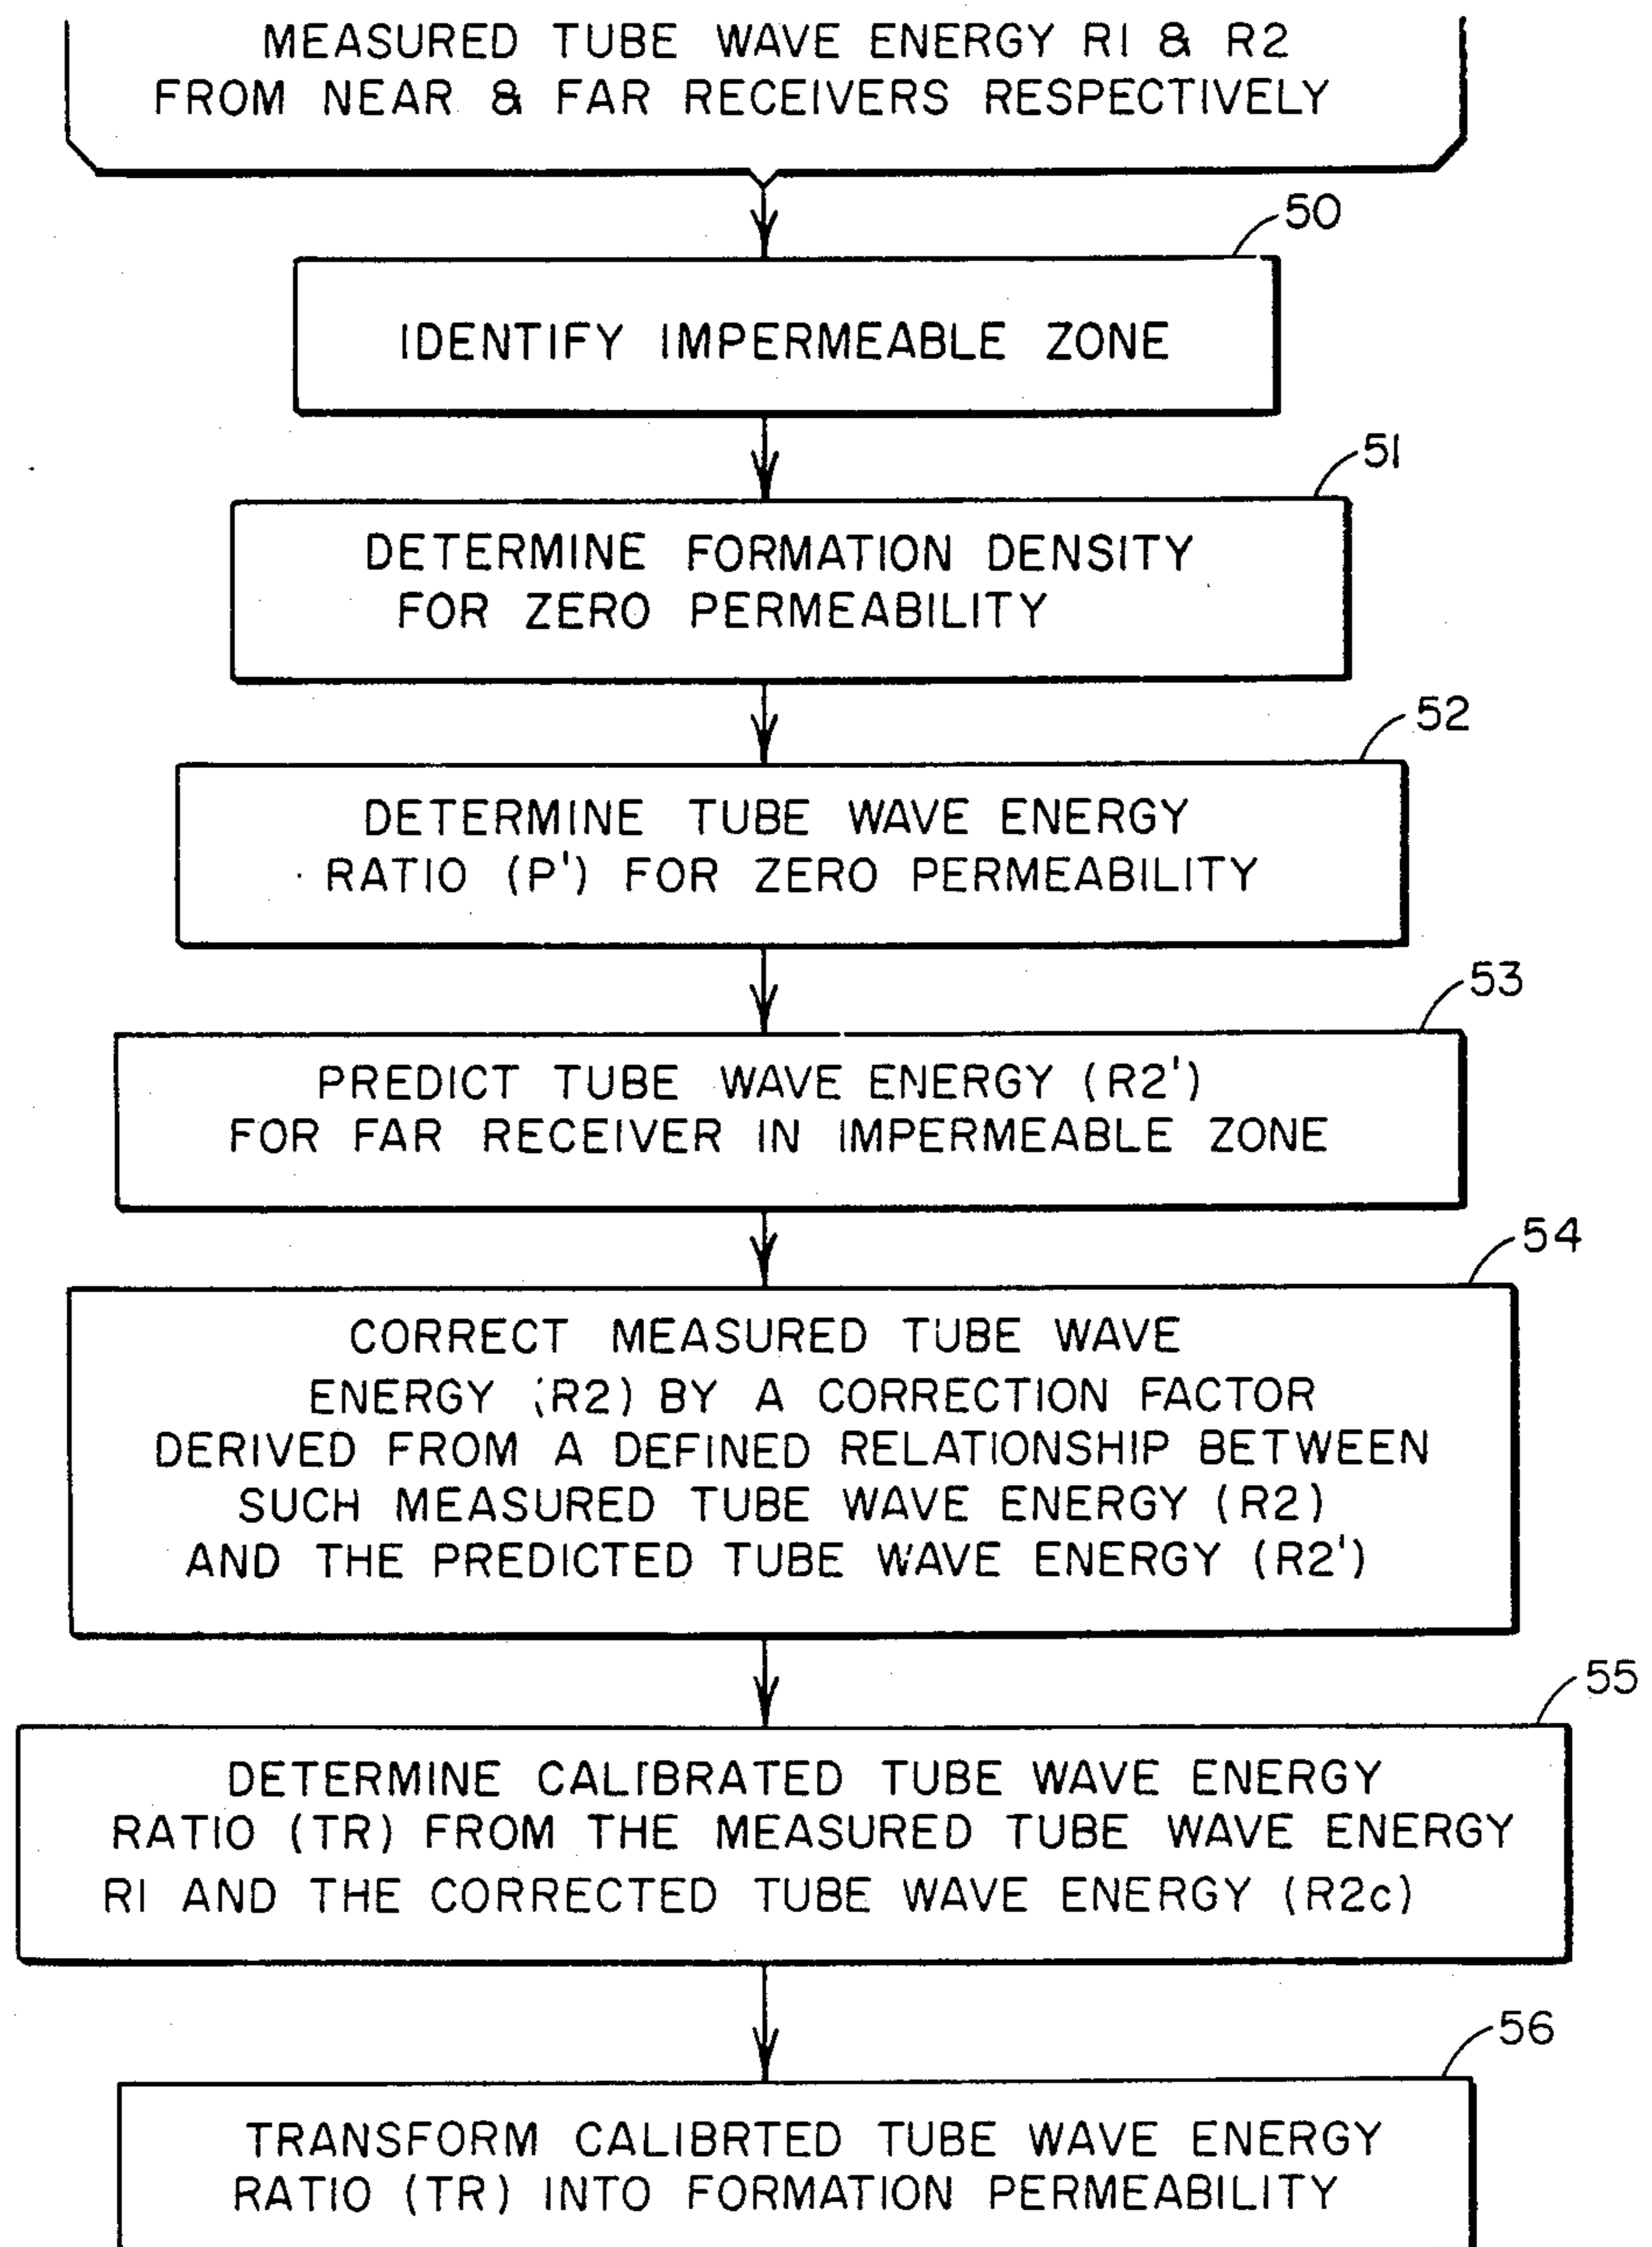 MEASURED TUBE WAVE ENERGY R1 & R2
FROM NEAR & FAR RECEIVERS RESPECTIVELY
50
IDENTIFY IMPERMEABLE ZONE
51
DETERMINE FORMATION DENSITY
FOR ZERO PERMEABILITY
52
DETERMINE TUBE WAVE ENERGY
RATIO (P') FOR ZERO PERMEABILITY
53
PREDICT TUBE WAVE ENERGY (R2')
FOR FAR RECEIVER IN IMPERMEABLE ZONE
54
CORRECT MEASURED TUBE WAVE
ENERGY (R2) BY A CORRECTION FACTOR
DERIVED FROM A DEFINED RELATIONSHIP BETWEEN
SUCH MEASURED TUBE WAVE ENERGY (R2)
AND THE PREDICTED TUBE WAVE ENERGY (R2')
55
DETERMINE CALIBRATED TUBE WAVE ENERGY
RATIO (TR) FROM THE MEASURED TUBE WAVE ENERGY
R1 AND THE CORRECTED TUBE WAVE ENERGY (R2c)
56
TRANSFORM CALIBRTED TUBE WAVE ENERGY
RATIO (TR) INTO FORMATION PERMEABILITY